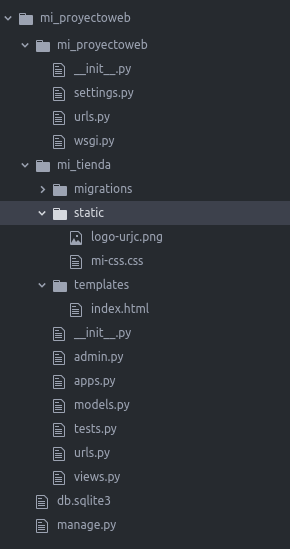 mi_proyectoweb
mi_proyectoweb
__init__.py
settings.py
urls.py
wsgi.py
mi_tienda
migrations
static
logo-urjc.png
mi-css.css
templates
index.html
__init__.py
admin.py
apps.py
models.py
tests.py
urls.py
views.py
db.sqlite3
manage.py